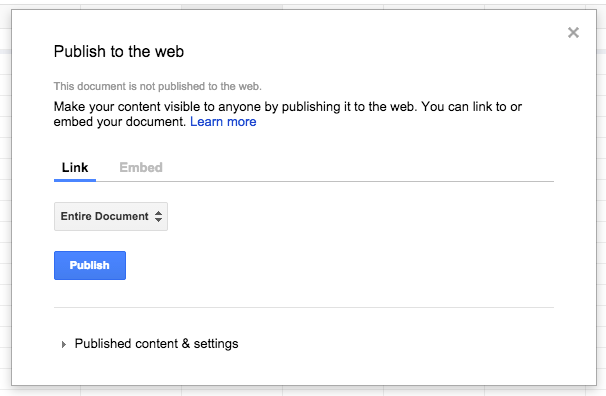 Publish to the web
This document is not published to the web.
Make your content visible to anyone by publishing it to the web. You can link to or
embed your document. Learn more
Link Embed
Entire Document
Publish
Published content & settings